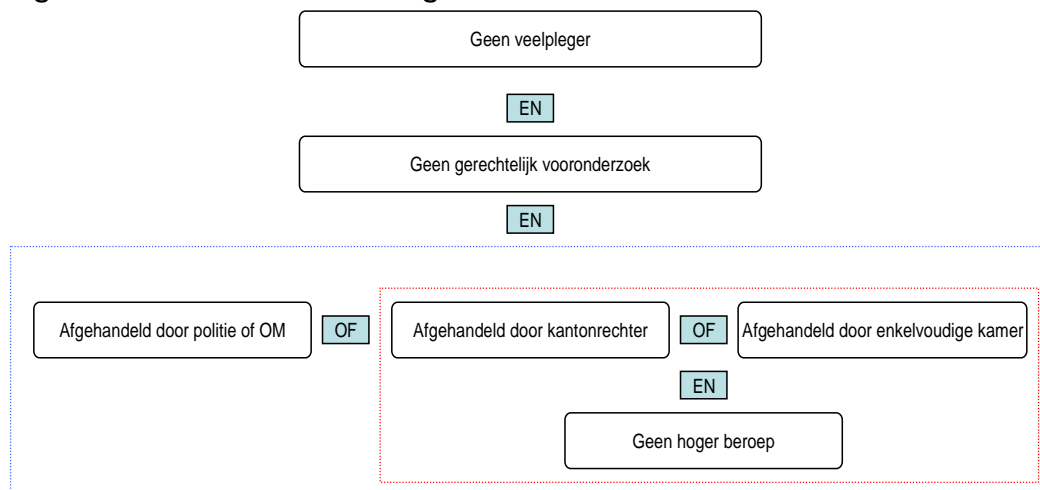 Geen veelpleger
EN
Geen gerechtelijk vooronderzoek
EN
Afgehandeld door politie of OM
OF
Afgehandeld door kantonrechter
OF
Afgehandeld door enkelvoudige kamer
EN
Geen hoger beroep